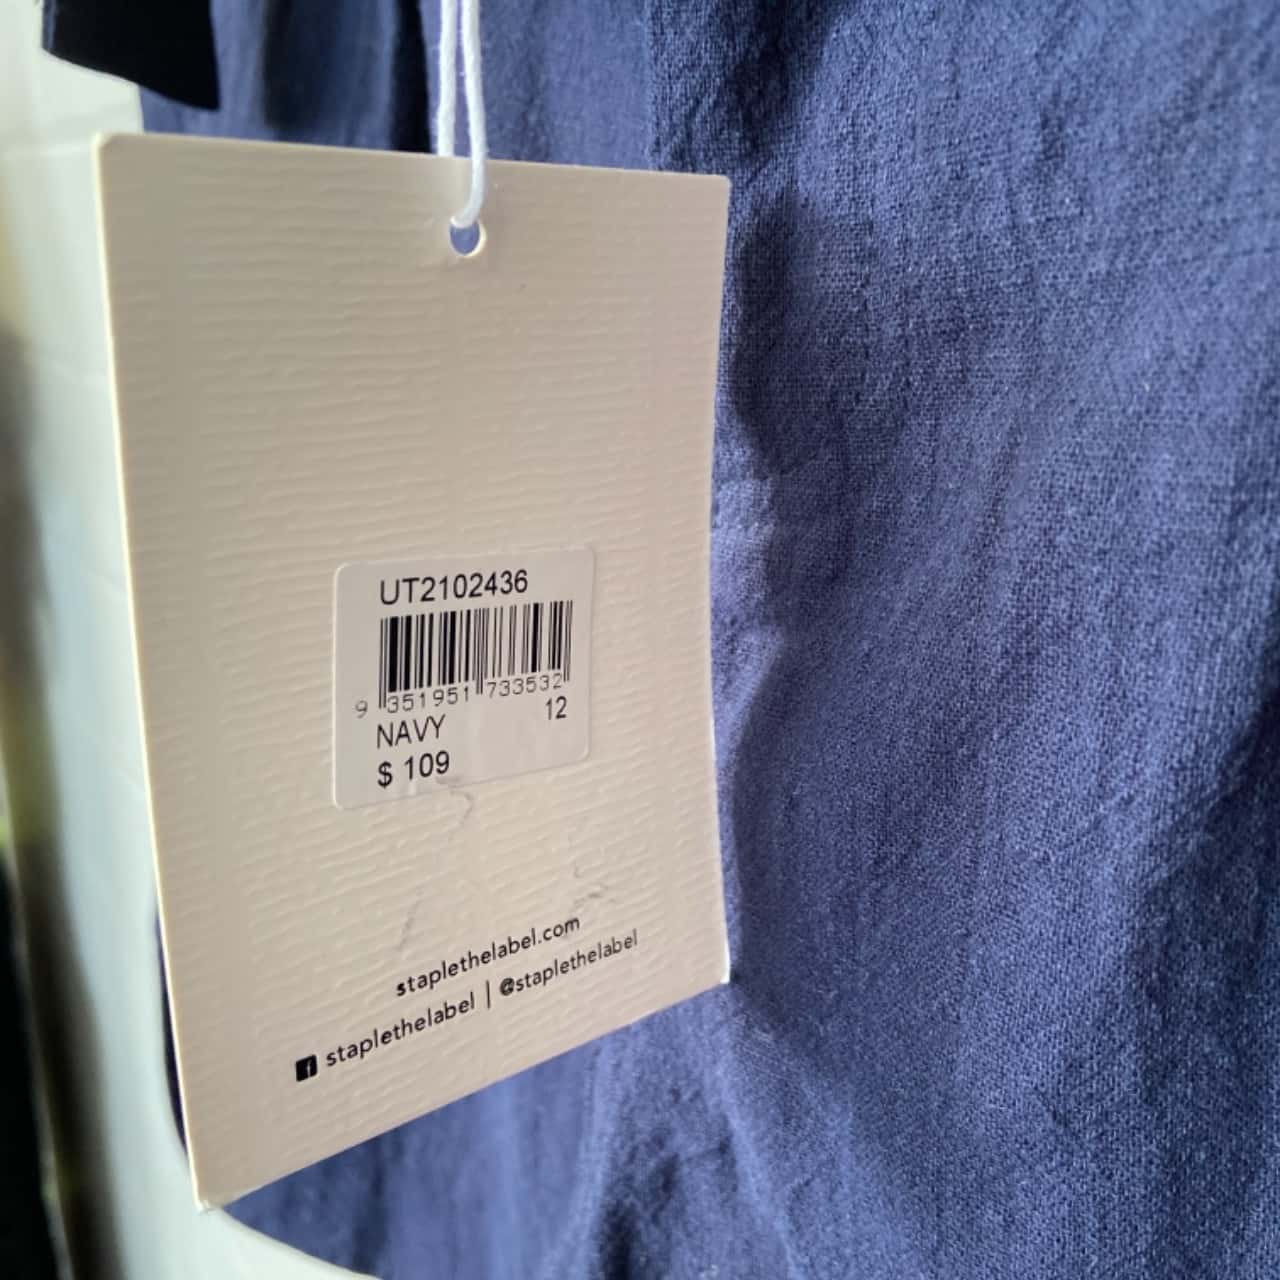 UT2102436
9 351951 733532
NAVY 12
$ 109
staplethelabel.com
staplethelabel | @staplethelabel